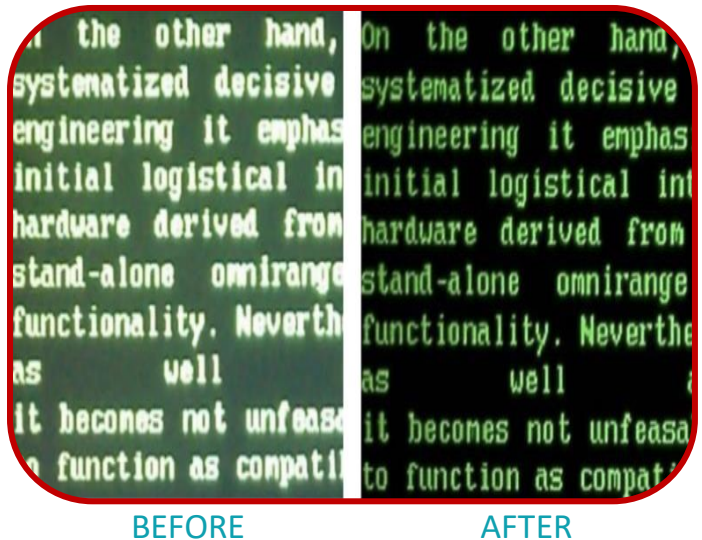 the other hand,
systematized decisive
engineering it emphas
initial logistical in
hardware derived from
stand-alone omnirange
functionality. Neverth
as well
it becomes not unfeasa
function as compati
BEFORE
On the other hand,
systematized decisive
engineering it emphas
initial logistical int
hardware derived from
stand-alone omnirange
functionality. Neverthe
as well a
it becomes not unfeasa
to function as compat
AFTER